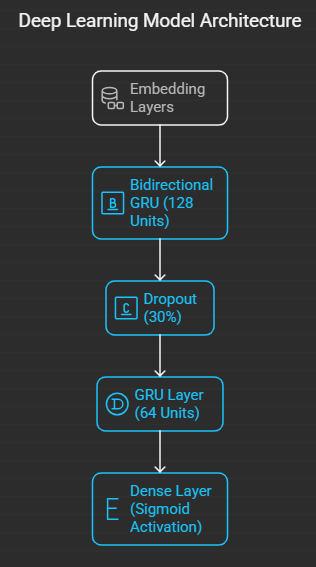 Deep Learning Model Architecture
Embedding
Layers
B
Bidirectional
GRU (128
Units)
C
Dropout
(30%)
D
GRU Layer
(64 Units)
E
Dense Layer
(Sigmoid
Activation)